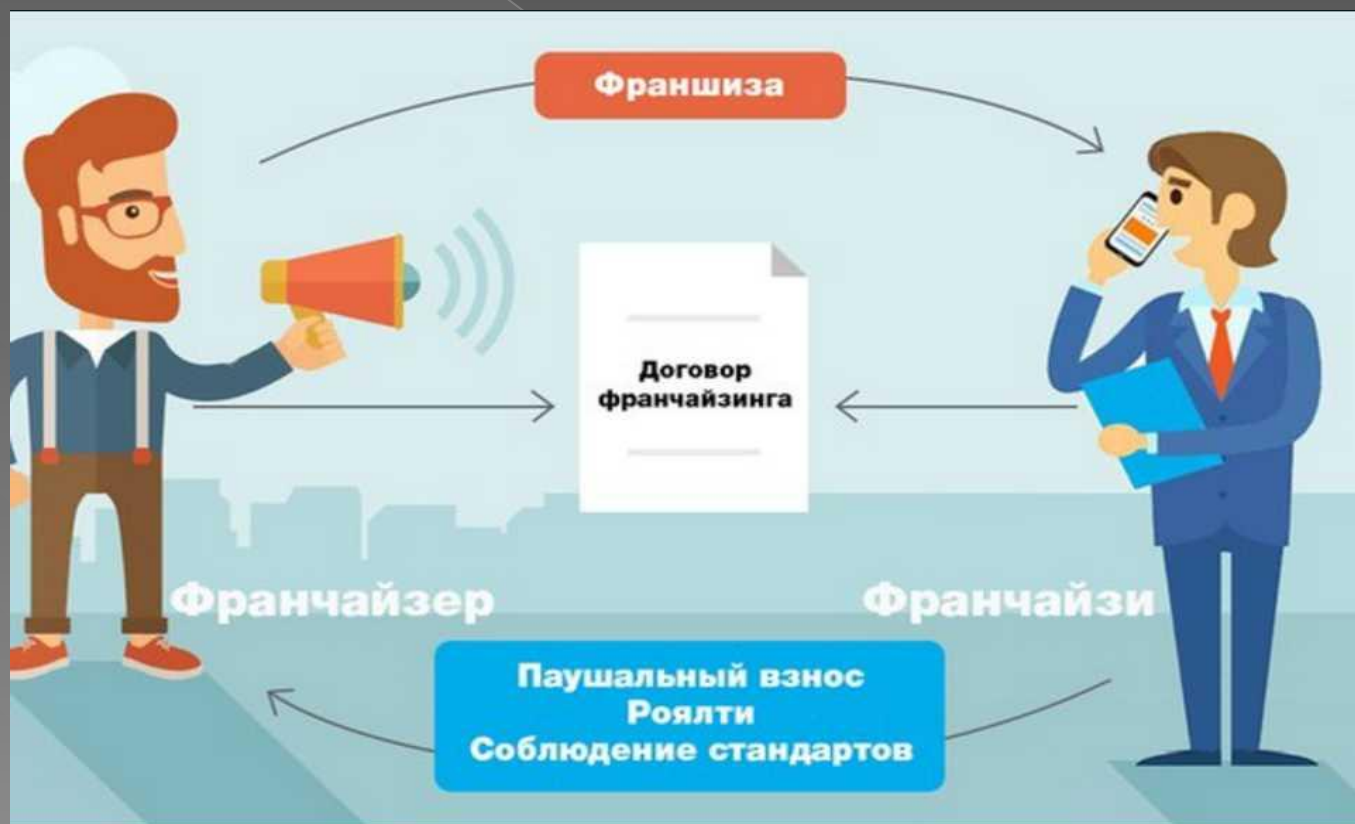 Франшиза
Договор
франчайзинга
Франчайзер
Франчайзи
Паушальный взнос
Роялти
Соблюдение стандартов